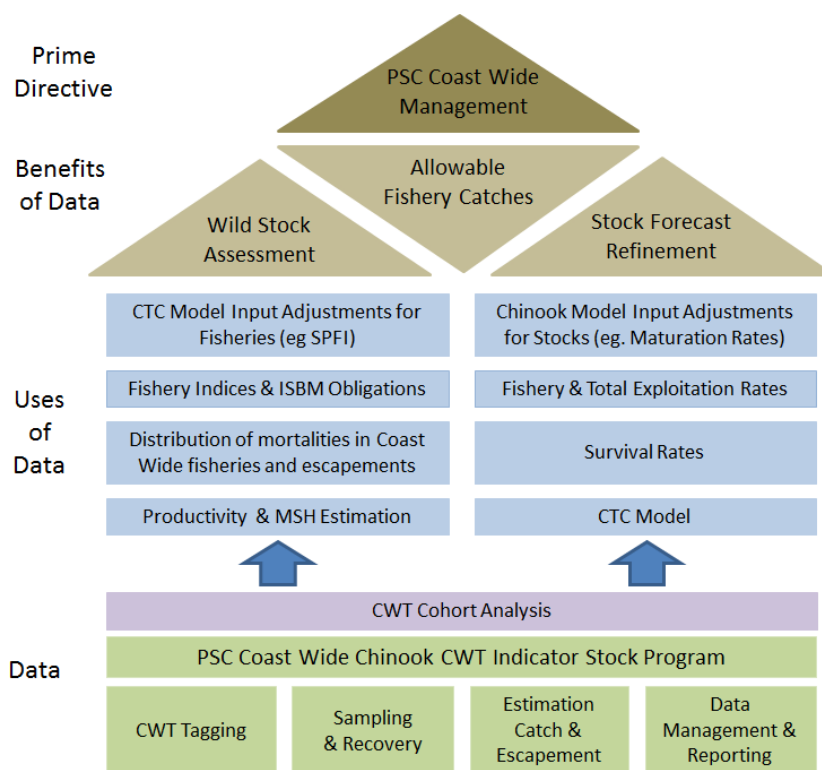 Prime
Directive
PSC Coast Wide
Management
Benefits
of Data
Allowable
Fishery Catches
Wild Stock
Assessment
Stock Forecast
Refinement
Uses
of
Data
CTC Model Input Adjustments for
Fisheries (eg SPFI)
Chinook Model Input Adjustments
for Stocks (eg. Maturation Rates)
Fishery Indices & ISBM Obligations
Fishery & Total Exploitation Rates
Distribution of mortalities in Coast
Wide fisheries and escapements
Survival Rates
Productivity & MSH Estimation
CTC Model
Data
CWT Cohort Analysis
PSC Coast Wide Chinook CWT Indicator Stock Program
CWT Tagging
Sampling
& Recovery
Estimation
Catch &
Escapement
Data
Management &
Reporting